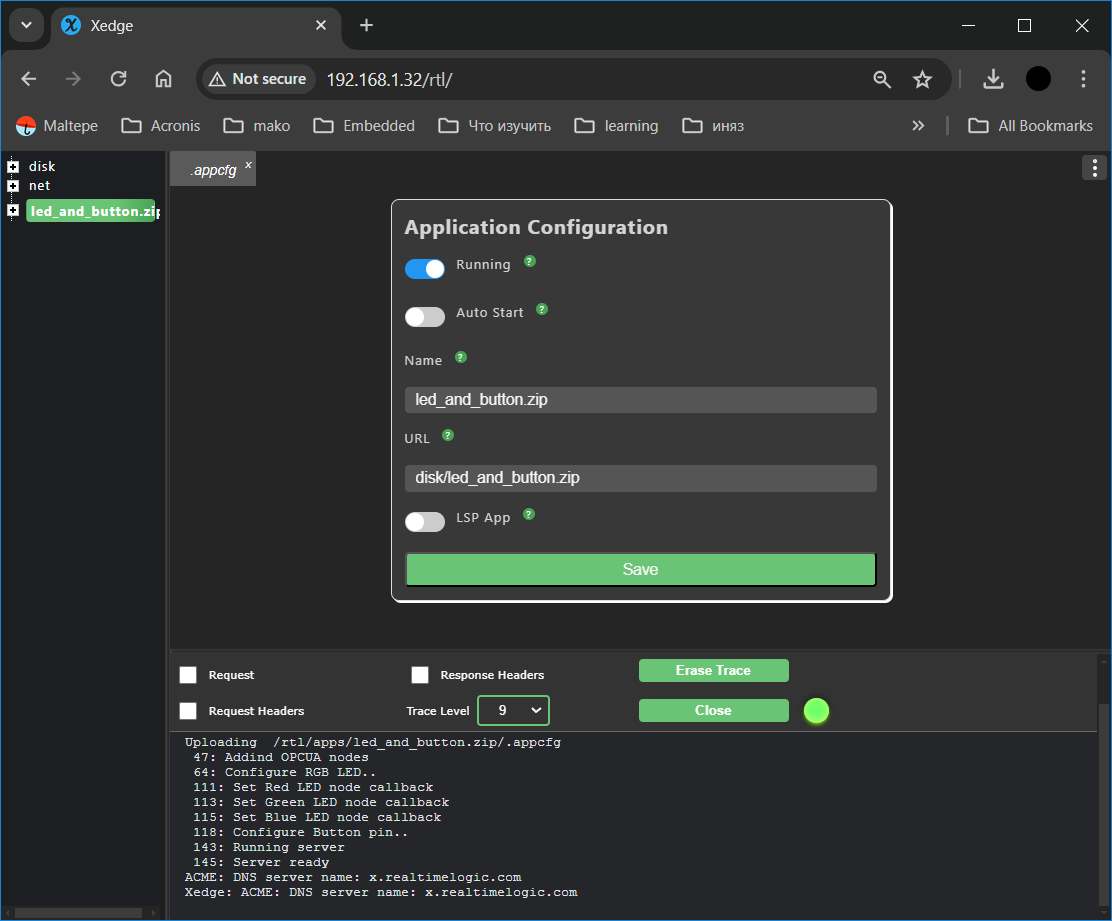 Xedge
Not secure 192.168.1.32/rtl/
Maltepe Acronis mako Embedded Что изучить learning иняз All Bookmarks
disk
net
led_and_button.zip
.appcfg x
Application Configuration
Running ?
Auto Start ?
Name ?
led_and_button.zip
URL ?
disk/led_and_button.zip
LSP App ?
Save
Request Response Headers Erase Trace
Request Headers Trace Level 9 Close
Uploading /rtl/apps/led_and_button.zip/.appcfg
47: Addind OPCUA nodes
64: Configure RGB LED..
111: Set Red LED node callback
113: Set Green LED node callback
115: Set Blue LED node callback
118: Configure Button pin..
143: Running server
145: Server ready
ACME: DNS server name: x.realtimelogic.com
Xedge: ACME: DNS server name: x.realtimelogic.com